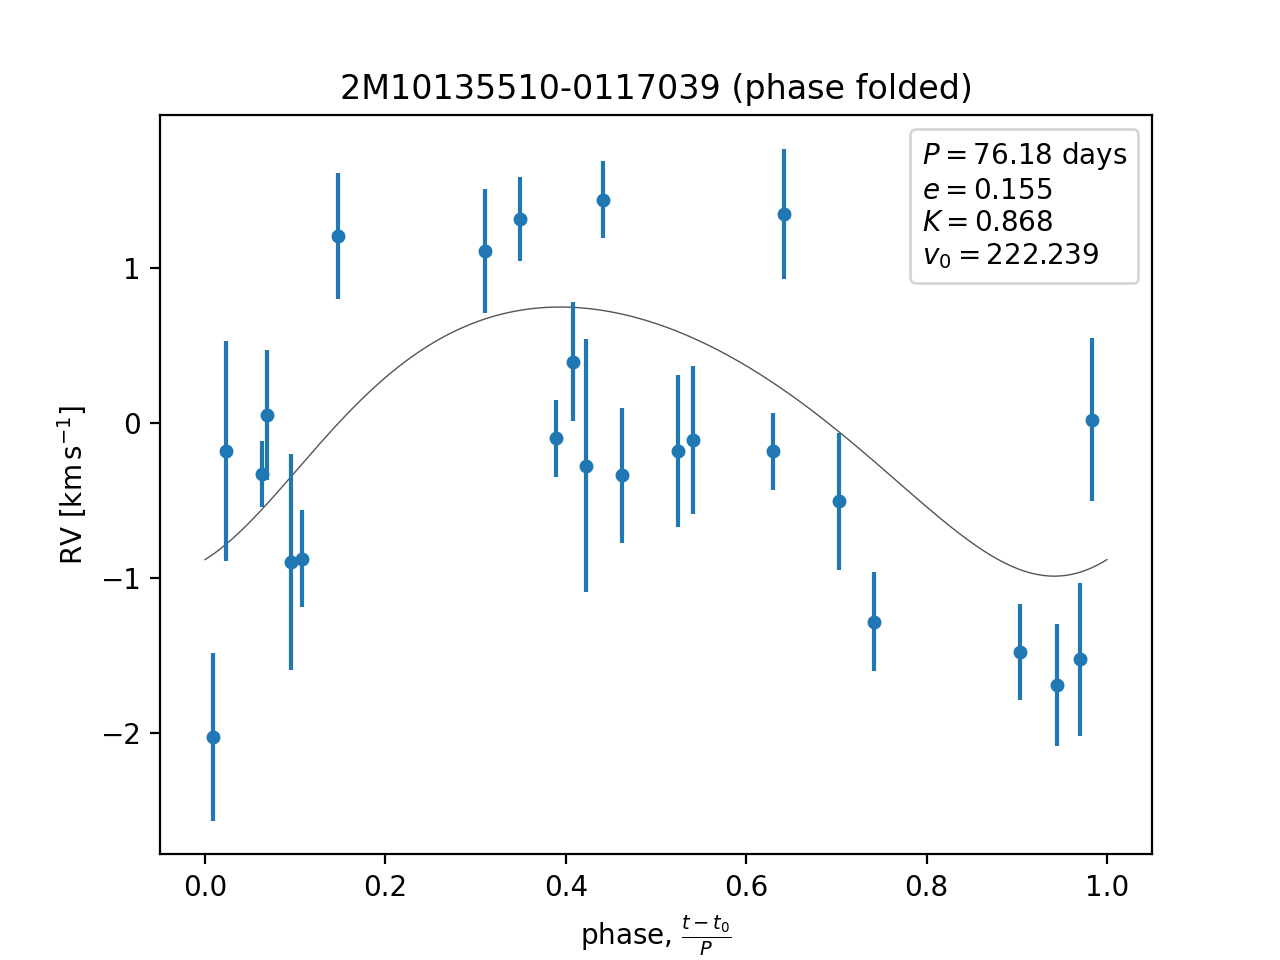 2M10135510-0117039 (phase folded)
P = 76.18 days
e = 0.155
K = 0.868
v₀ = 222.239
1
0
−1
−2
RV [km s⁻¹]
0.0 0.2 0.4 0.6 0.8 1.0
phase, (t − t₀)/P